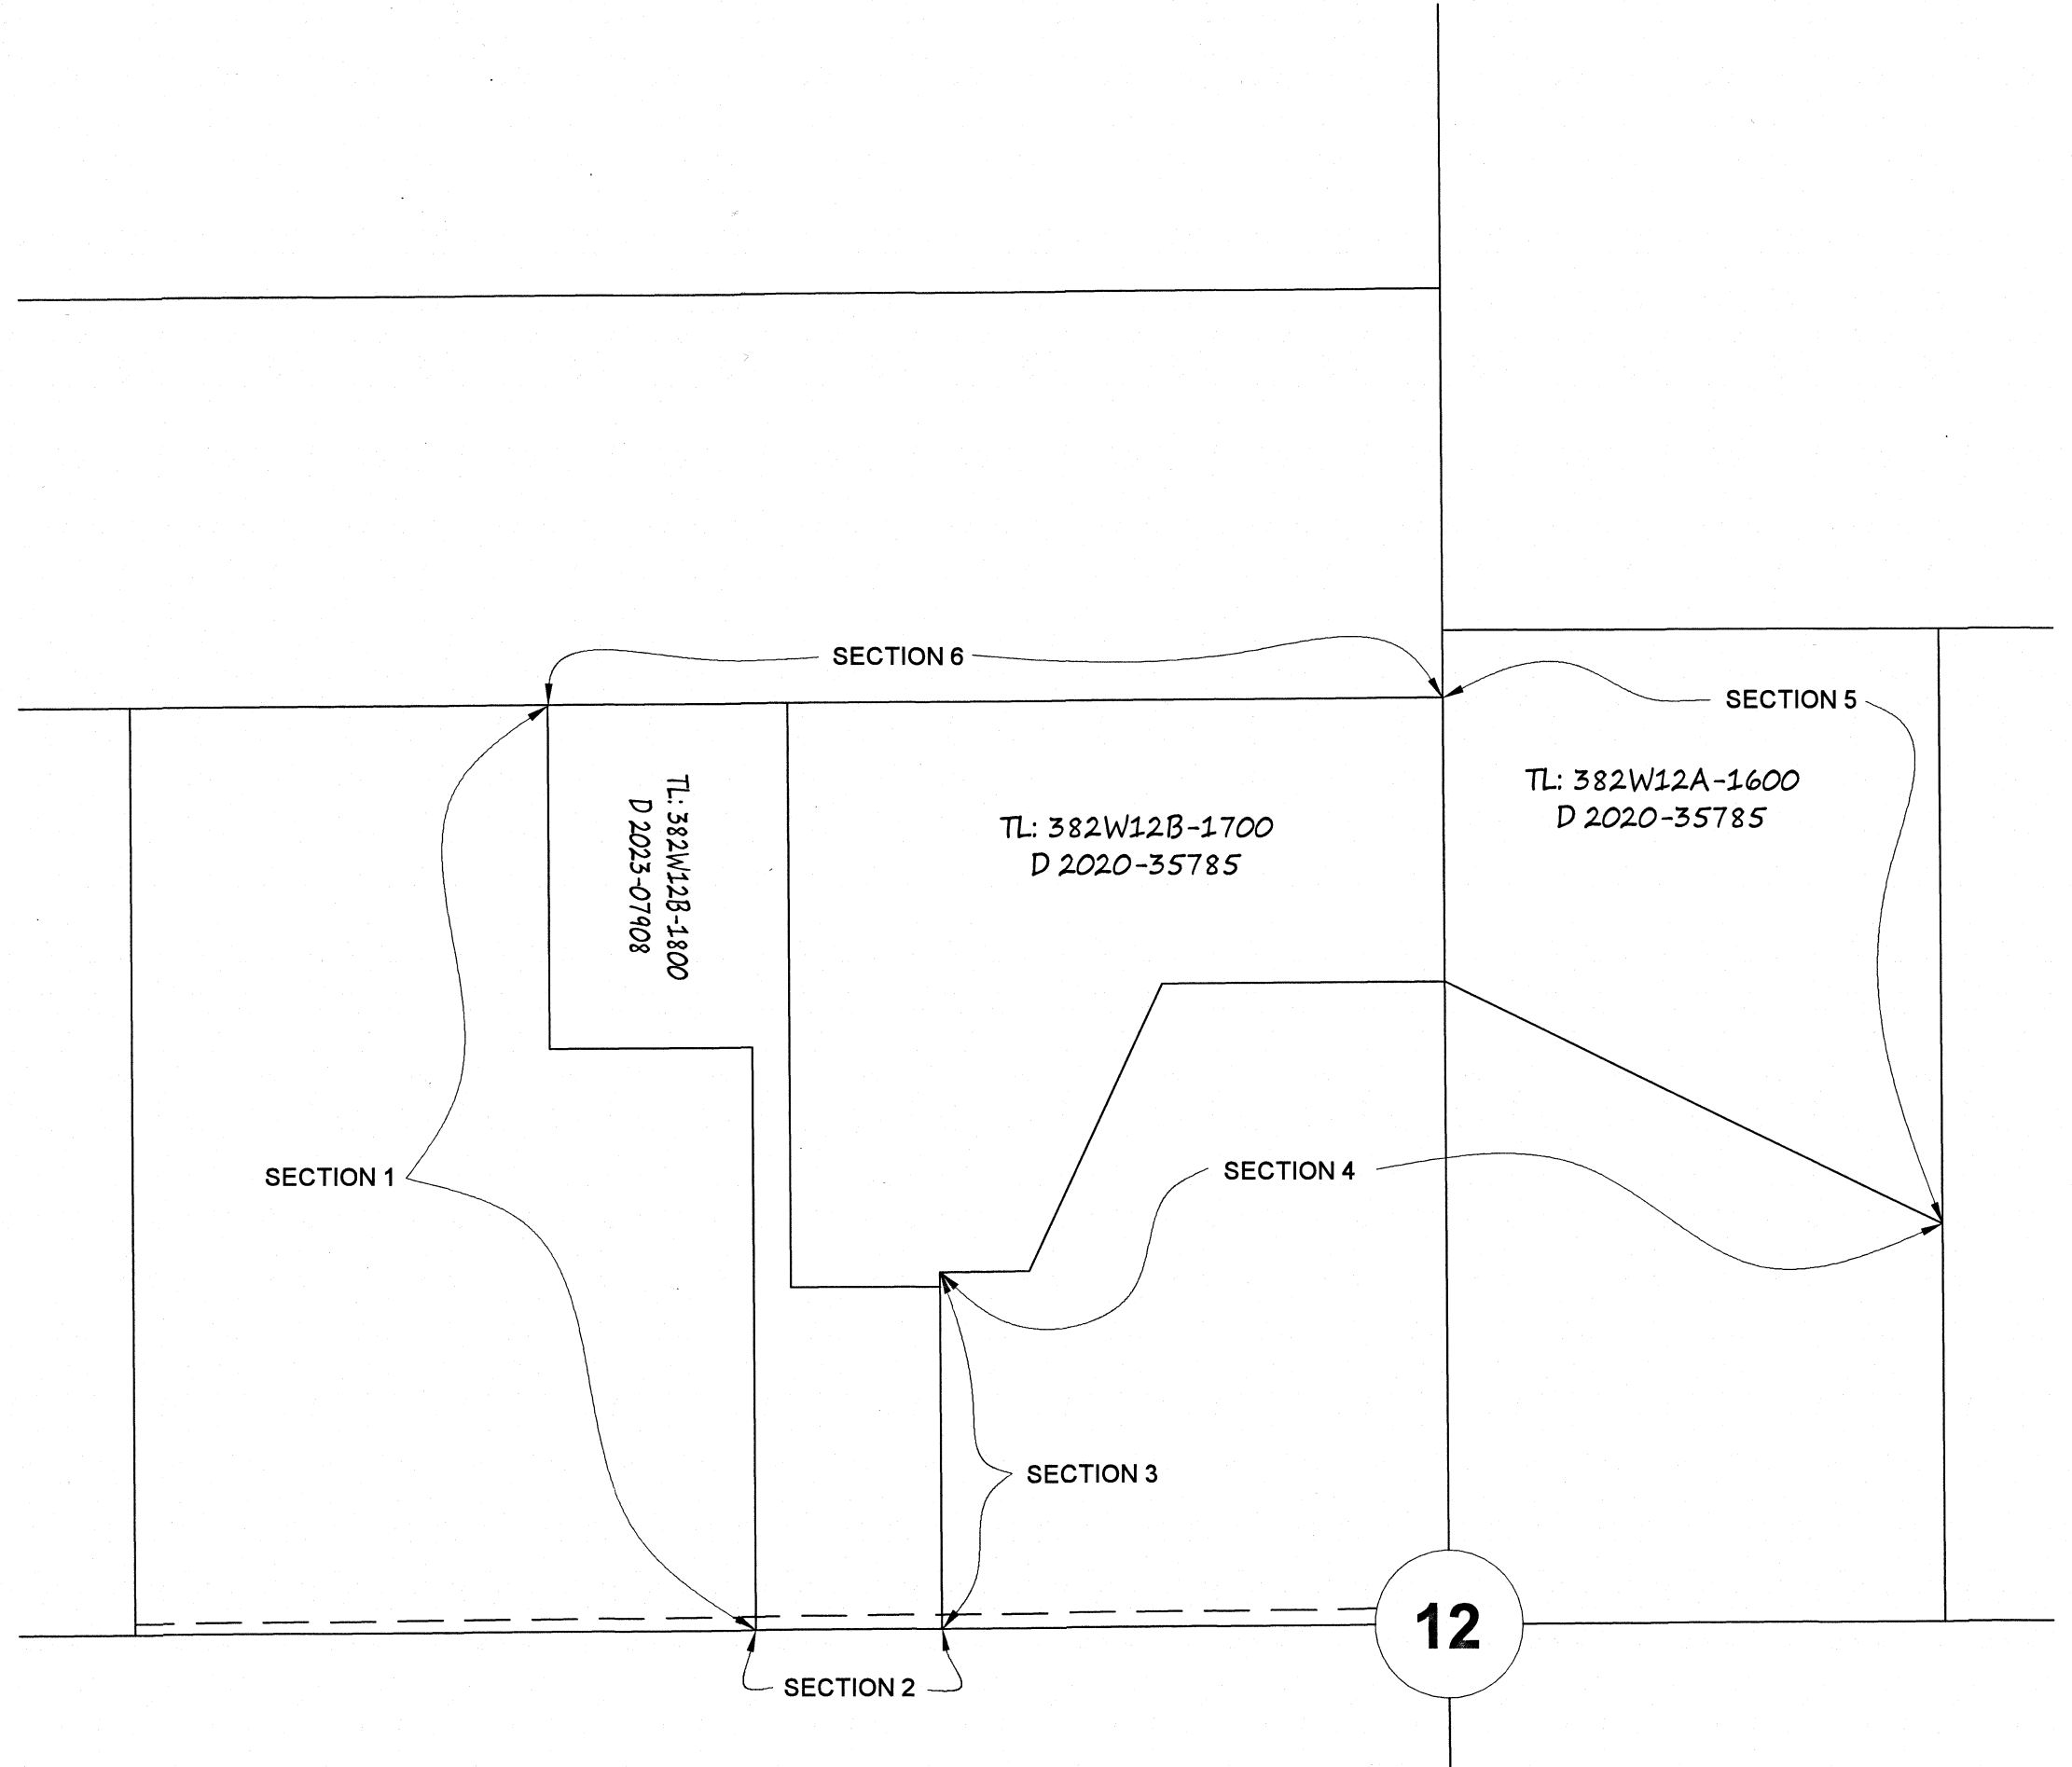 SECTION 6
SECTION 5
TL: 382W12A-1600
D 2020-35785
TL: 382W12B-1700
D 2020-35785
TL: 382W12B-1800
D 2023-07908
SECTION 1
SECTION 4
SECTION 3
12
SECTION 2